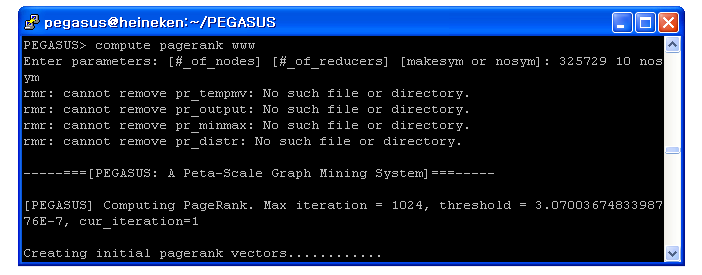 pegasus@heineken:~/PEGASUS
PEGASUS> compute pagerank www
Enter parameters: [#_of_nodes] [#_of_reducers] [makesym or nosym]: 325729 10 nos
ym
rmr: cannot remove pr_tempmv: No such file or directory.
rmr: cannot remove pr_output: No such file or directory.
rmr: cannot remove pr_minmax: No such file or directory.
rmr: cannot remove pr_distr: No such file or directory.
-----===[PEGASUS: A Peta-Scale Graph Mining System]===-----
[PEGASUS] Computing PageRank. Max iteration = 1024, threshold = 3.07003674833987
76E-7, cur_iteration=1
Creating initial pagerank vectors............